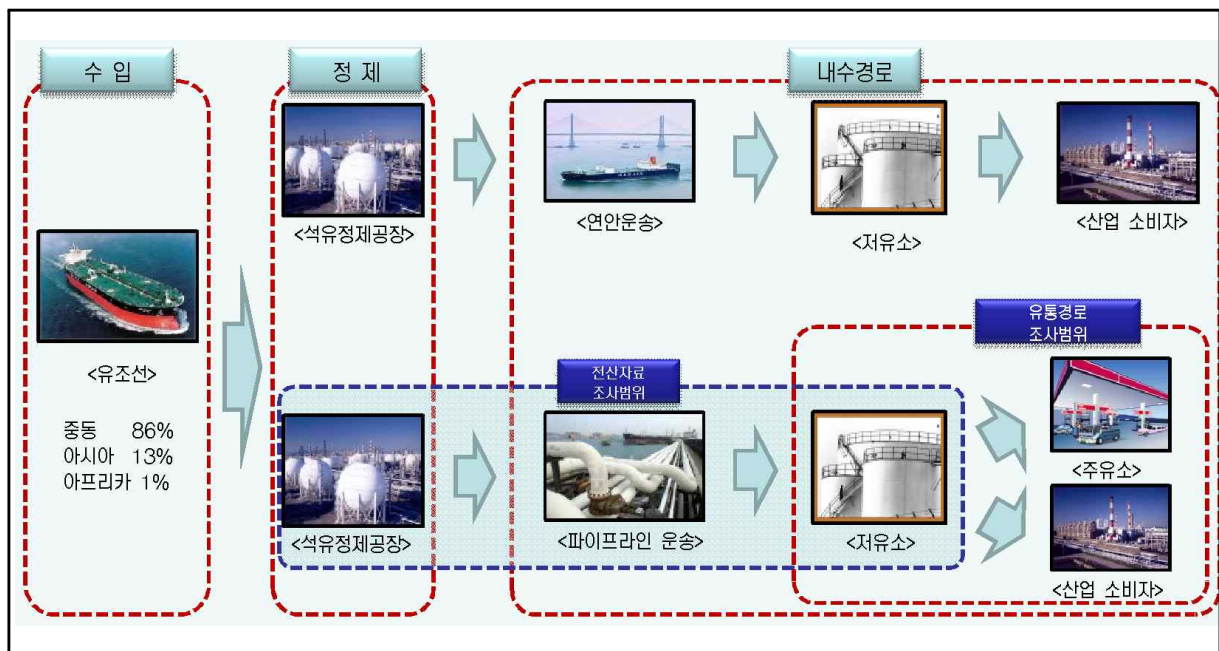 수 입
정 제
내수경로
<석유정제공장>
<연안운송>
<저유소>
<산업 소비자>
<유조선>
중동 86%
아시아 13%
아프리카 1%
유통경로
조사범위
전산자료
조사범위
<석유정제공장>
<파이프라인 운송>
<저유소>
<주유소>
<산업 소비자>